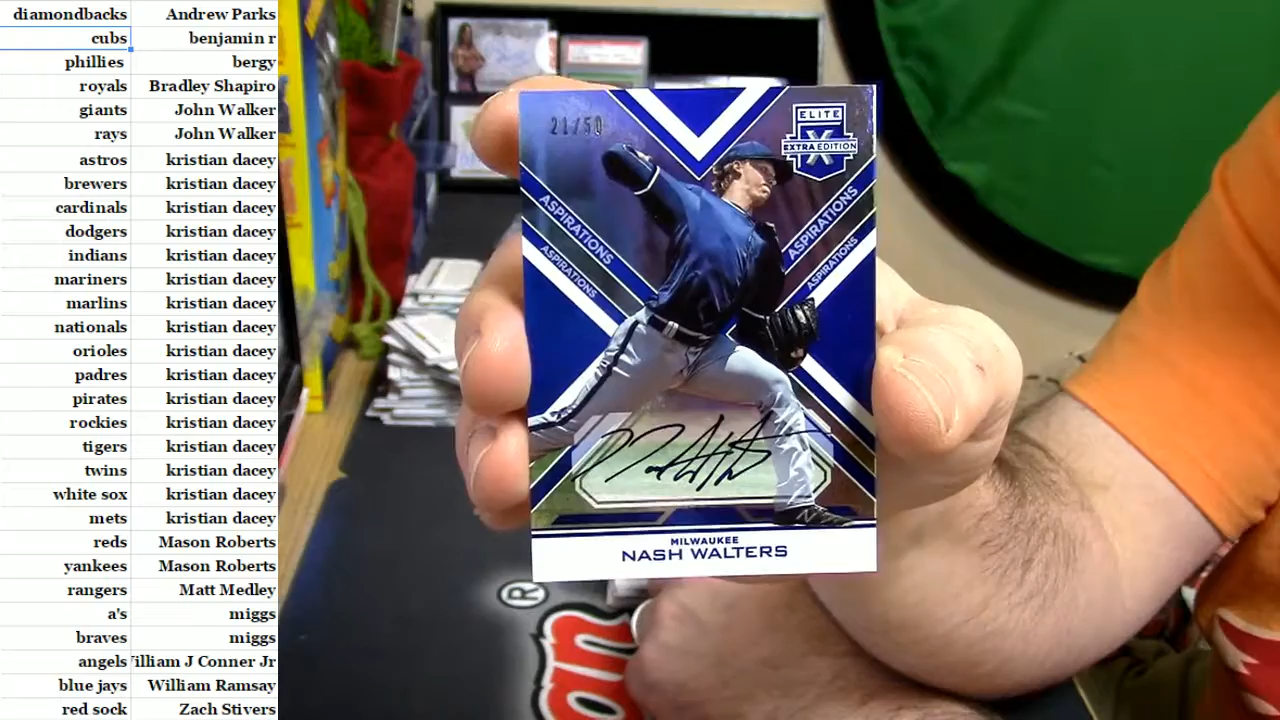 diamondbacks Andrew Parks
cubs benjamin r
phillies bergy
royals Bradley Shapiro
giants John Walker
rays John Walker
astros kristian dacey
brewers kristian dacey
cardinals kristian dacey
dodgers kristian dacey
indians kristian dacey
mariners kristian dacey
marlins kristian dacey
nationals kristian dacey
orioles kristian dacey
padres kristian dacey
pirates kristian dacey
rockies kristian dacey
tigers kristian dacey
twins kristian dacey
white sox kristian dacey
mets kristian dacey
reds Mason Roberts
yankees Mason Roberts
rangers Matt Medley
a's miggs
braves miggs
angels illiam J Conner Jr
blue jays William Ramsay
red sock Zach Stivers
21/50
ELITE
X
EXTRA EDITION
ASPIRATIONS
ASPIRATIONS
ASPIRATIONS
ASPIRATIONS
MILWAUKEE
NASH WALTERS
®
an